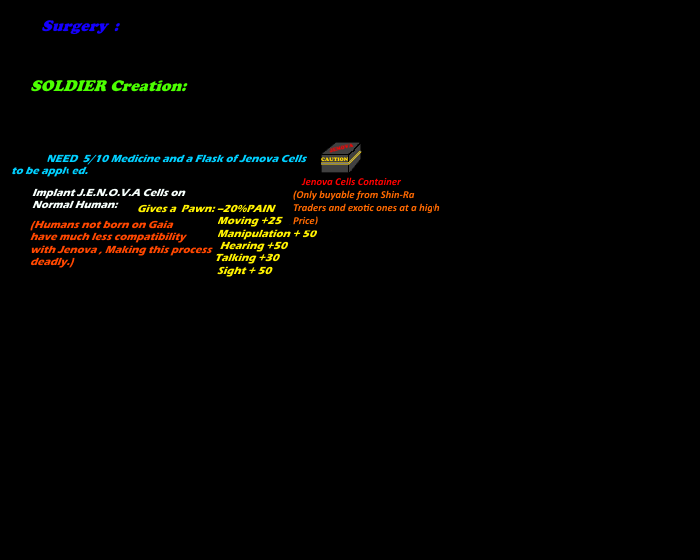 Surgery :
SOLDIER Creation:
NEED 5/10 Medicine and a Flask of Jenova Cells
to be applied.
CAUTION
Jenova Cells Container
(Only buyable from Shin-Ra
Traders and exotic ones at a high
Price)
Implant J.E.N.O.V.A Cells on
Normal Human:
(Humans not born on Gaia
have much less compatibility
with Jenova , Making this process
deadly.)
Gives a Pawn: -20%PAIN
Moving +25
Manipulation + 50
Hearing +50
Talking +30
Sight + 50